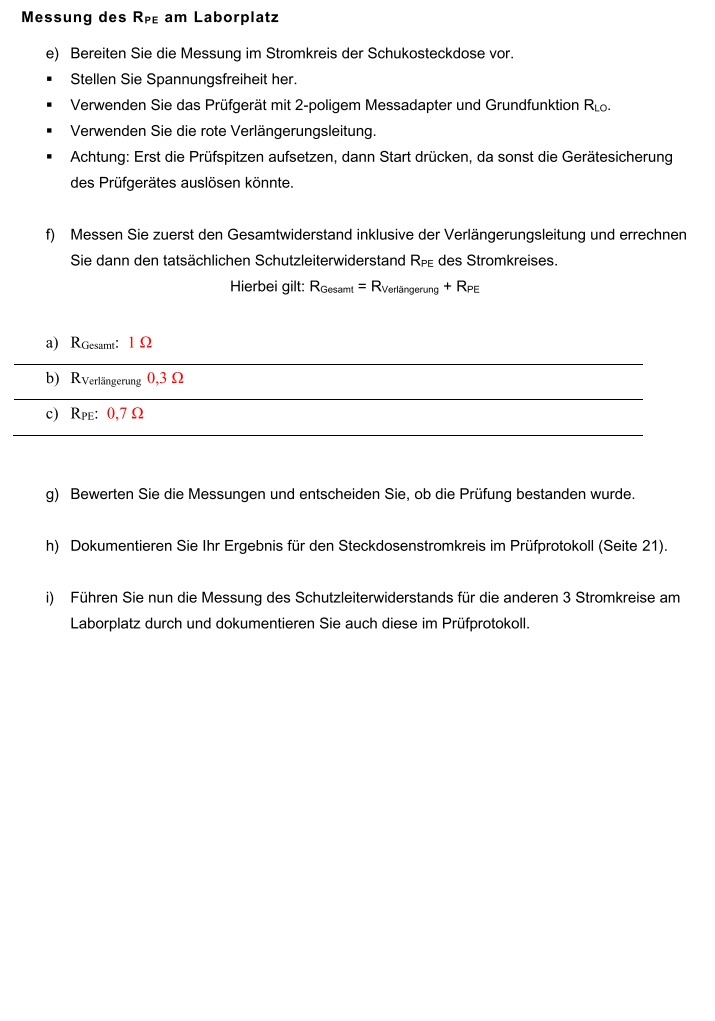 Messung des RPE am Laborplatz
e) Bereiten Sie die Messung im Stromkreis der Schukosteckdose vor.
▪ Stellen Sie Spannungsfreiheit her.
▪ Verwenden Sie das Prüfgerät mit 2-poligem Messadapter und Grundfunktion RLO.
▪ Verwenden Sie die rote Verlängerungsleitung.
▪ Achtung: Erst die Prüfspitzen aufsetzen, dann Start drücken, da sonst die Gerätesicherung
des Prüfgerätes auslösen könnte.
f) Messen Sie zuerst den Gesamtwiderstand inklusive der Verlängerungsleitung und errechnen
Sie dann den tatsächlichen Schutzleiterwiderstand RPE des Stromkreises.
Hierbei gilt: RGesamt = RVerlängerung + RPE
a) RGesamt: 1 Ω
b) RVerlängerung 0,3 Ω
c) RPE: 0,7 Ω
g) Bewerten Sie die Messungen und entscheiden Sie, ob die Prüfung bestanden wurde.
h) Dokumentieren Sie Ihr Ergebnis für den Steckdosenstromkreis im Prüfprotokoll (Seite 21).
i) Führen Sie nun die Messung des Schutzleiterwiderstands für die anderen 3 Stromkreise am
Laborplatz durch und dokumentieren Sie auch diese im Prüfprotokoll.